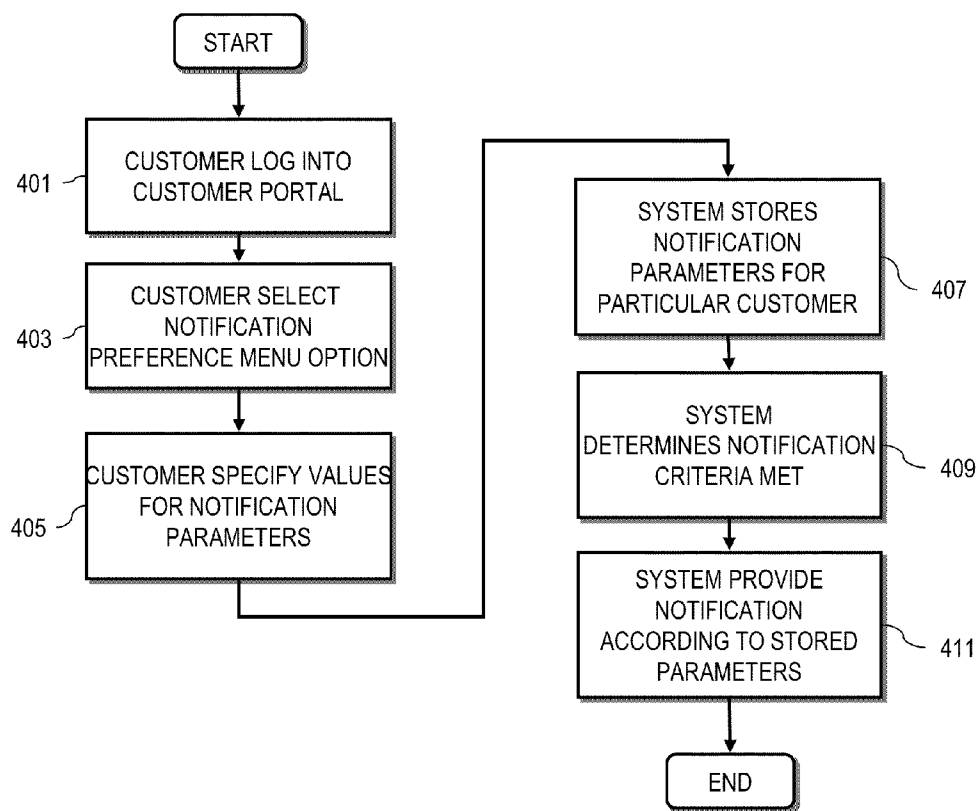 START
401
CUSTOMER LOG INTO
CUSTOMER PORTAL
403
CUSTOMER SELECT
NOTIFICATION
PREFERENCE MENU OPTION
405
CUSTOMER SPECIFY VALUES
FOR NOTIFICATION
PARAMETERS
SYSTEM STORES
NOTIFICATION
PARAMETERS FOR
PARTICULAR CUSTOMER
407
SYSTEM
DETERMINES NOTIFICATION
CRITERIA MET
409
SYSTEM PROVIDE
NOTIFICATION
ACCORDING TO STORED
PARAMETERS
411
END